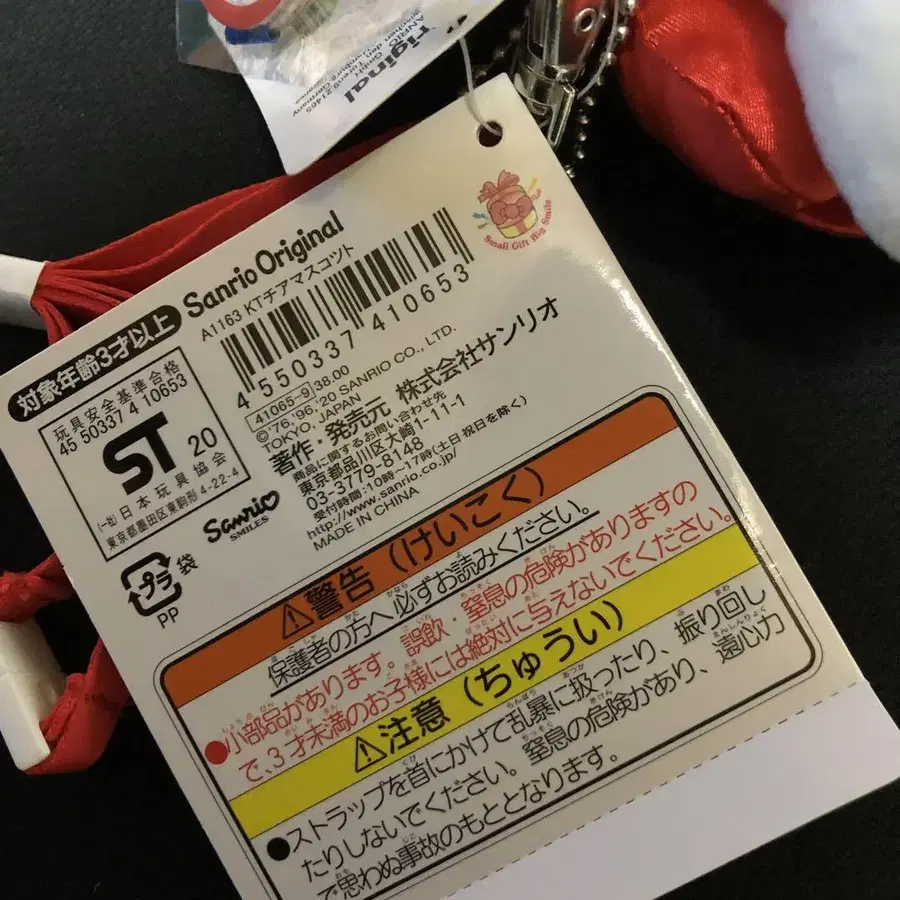 riginal
対象年齢3才以上
Sanrio Original
A1163 KTチアマスコット
4 550337 410653
41065-9 38.00
©'76,'96,'20 SANRIO CO., LTD.
TOKYO, JAPAN
著作・発売元 株式会社サンリオ
商品に関するお問い合わせ先
東京都品川区大崎1-11-1
03-3779-8148
受付時間:10時~17時(土日祝日を除く)
http://www.sanrio.co.jp/
MADE IN CHINA
Small Gift Big Smile
玩具安全基準合格
45 50337 4 10653
ST 20
(一社)日本玩具協会
東京都墨田区東駒形4-22-4
Sanrio
SMILES
プラ 袋
PP
⚠警告(けいこく)
保護者の方へ必ずお読みください。
●小部品があります。誤飲・窒息の危険がありますの
で、3才未満のお子様には絶対に与えないでください。
⚠注意(ちゅうい)
●ストラップを首にかけて乱暴に扱ったり、振り回し
たりしないでください。窒息の危険があり、遠心力
で思わぬ事故のもととなります。